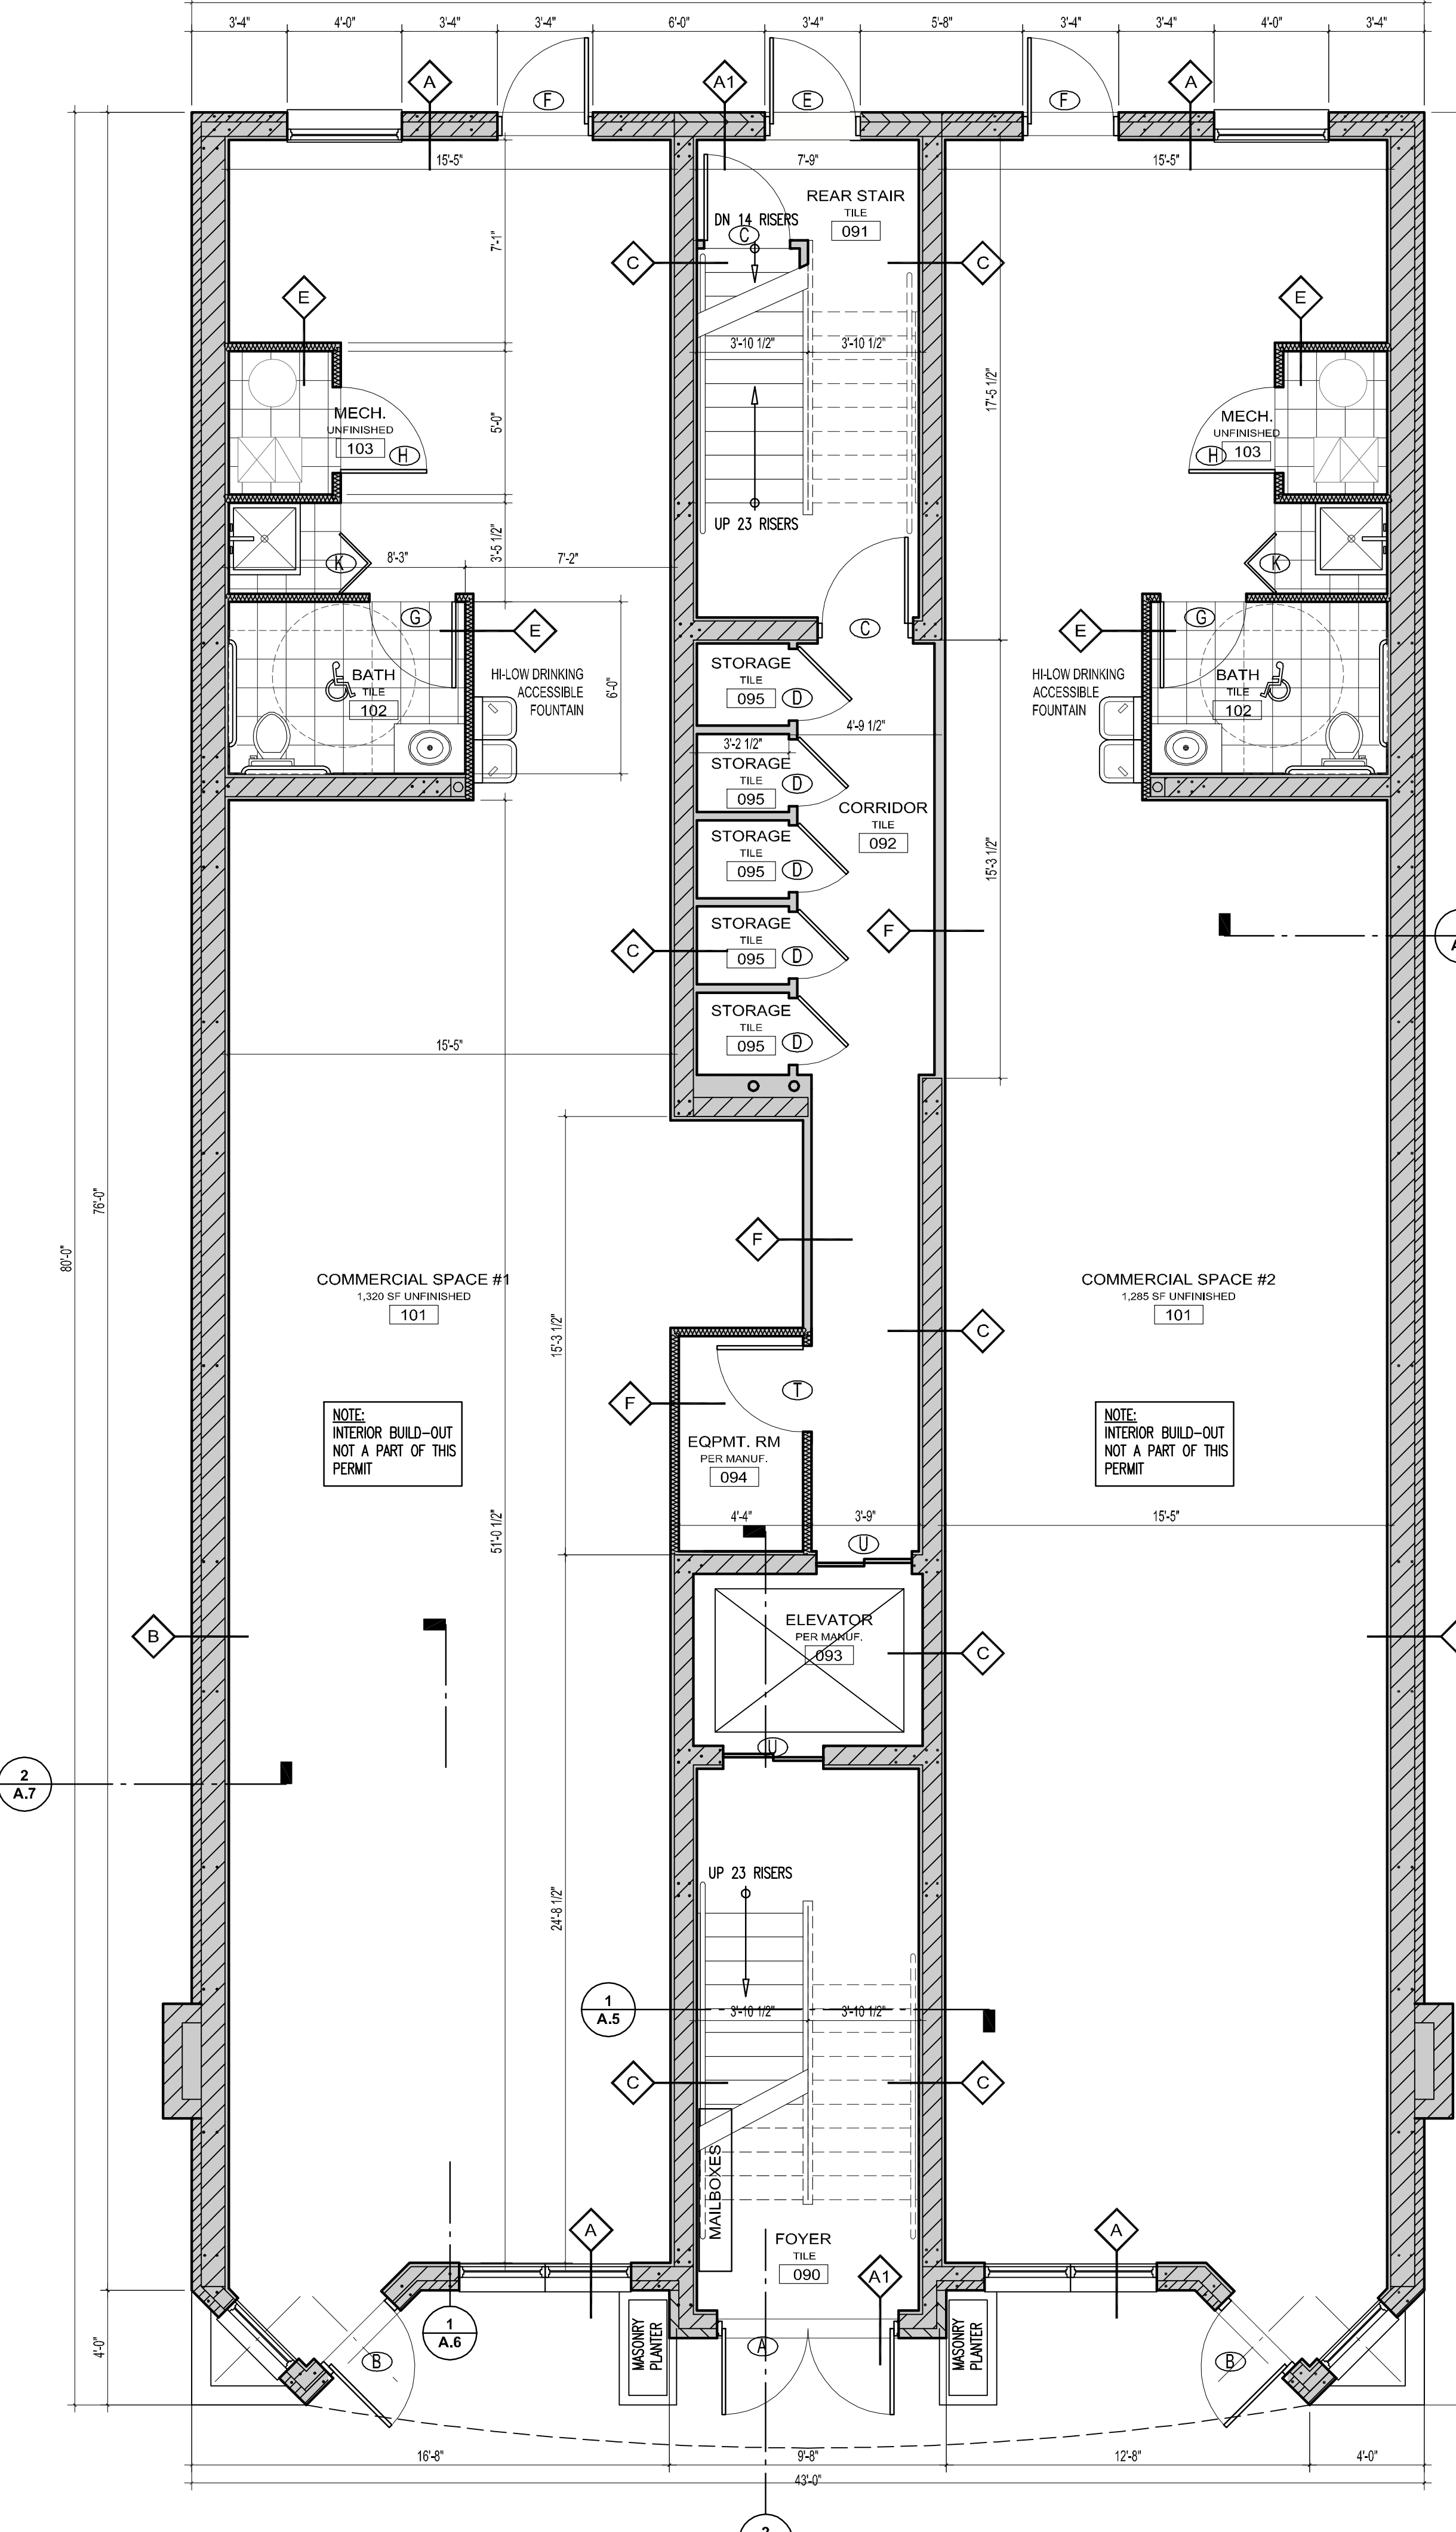 3'-4"
4'-0"
3'-4"
3'-4"
6'-0"
3'-4"
5'-8"
3'-4"
3'-4"
4'-0"
3'-4"
A
A1
A
F
E
F
15'-5"
7'-9"
15'-5"
REAR STAIR
TILE
091
DN 14 RISERS
C
7'-1"
C
C
E
E
3'-10 1/2"
3'-10 1/2"
17'-5 1/2"
MECH.
UNFINISHED
103
H
5'-0"
MECH.
UNFINISHED
103
H
UP 23 RISERS
K
8'-3"
3'-5 1/2"
7'-2"
K
G
E
C
E
G
BATH
TILE
102
HI-LOW DRINKING
ACCESSIBLE
FOUNTAIN
6'-0"
STORAGE
TILE
095
D
HI-LOW DRINKING
ACCESSIBLE
FOUNTAIN
BATH
TILE
102
4'-9 1/2"
3'-2 1/2"
STORAGE
TILE
095
D
CORRIDOR
TILE
092
STORAGE
TILE
095
D
15'-3 1/2"
STORAGE
TILE
095
D
C
F
A
STORAGE
TILE
095
D
15'-5"
76'-0"
80'-0"
F
COMMERCIAL SPACE #1
1,320 SF UNFINISHED
101
COMMERCIAL SPACE #2
1,285 SF UNFINISHED
101
15'-3 1/2"
C
T
F
NOTE:
INTERIOR BUILD-OUT
NOT A PART OF THIS
PERMIT
NOTE:
INTERIOR BUILD-OUT
NOT A PART OF THIS
PERMIT
EQPMT. RM
PER MANUF.
094
51'-0 1/2"
4'-4"
3'-9"
15'-5"
U
ELEVATOR
PER MANUF.
093
B
C
U
2
A.7
UP 23 RISERS
24'-8 1/2"
1
A.5
3'-10 1/2"
3'-10 1/2"
C
C
MAILBOXES
A
A
FOYER
TILE
090
A1
1
A.6
4'-0"
B
MASONRY
PLANTER
A
MASONRY
PLANTER
B
16'-8"
9'-8"
12'-8"
4'-0"
43'-0"